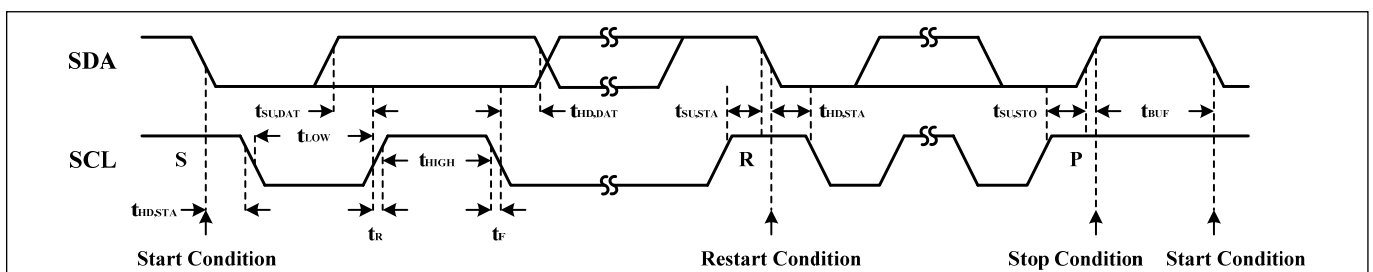 SDA
tSU,DAT
tHD,DAT
tSU,STA
tHD,STA
tSU,STO
tBUF
tLOW
SCL
S
tHIGH
R
P
tHD,STA
tR
tF
Start Condition
Restart Condition
Stop Condition
Start Condition